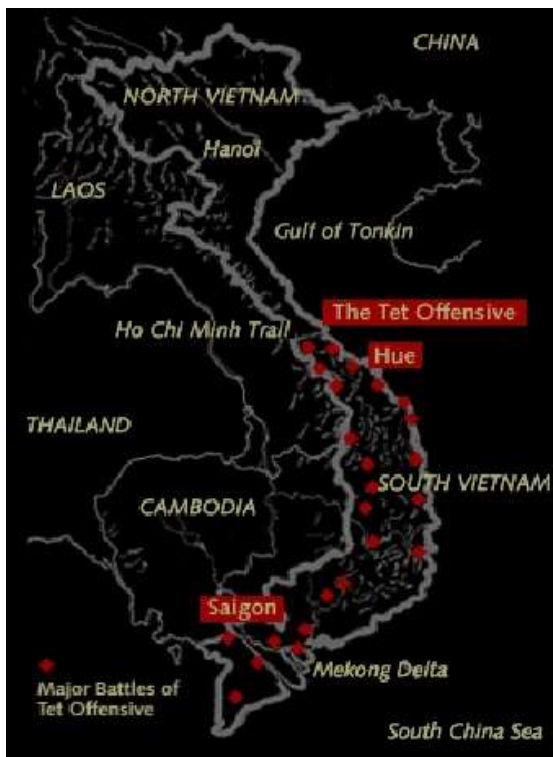 CHINA
NORTH VIETNAM
Hanoi
LAOS
Gulf of Tonkin
The Tet Offensive
Ho Chi Minh Trail
Hue
THAILAND
SOUTH VIETNAM
CAMBODIA
Saigon
Mekong Delta
Major Battles of
Tet Offensive
South China Sea